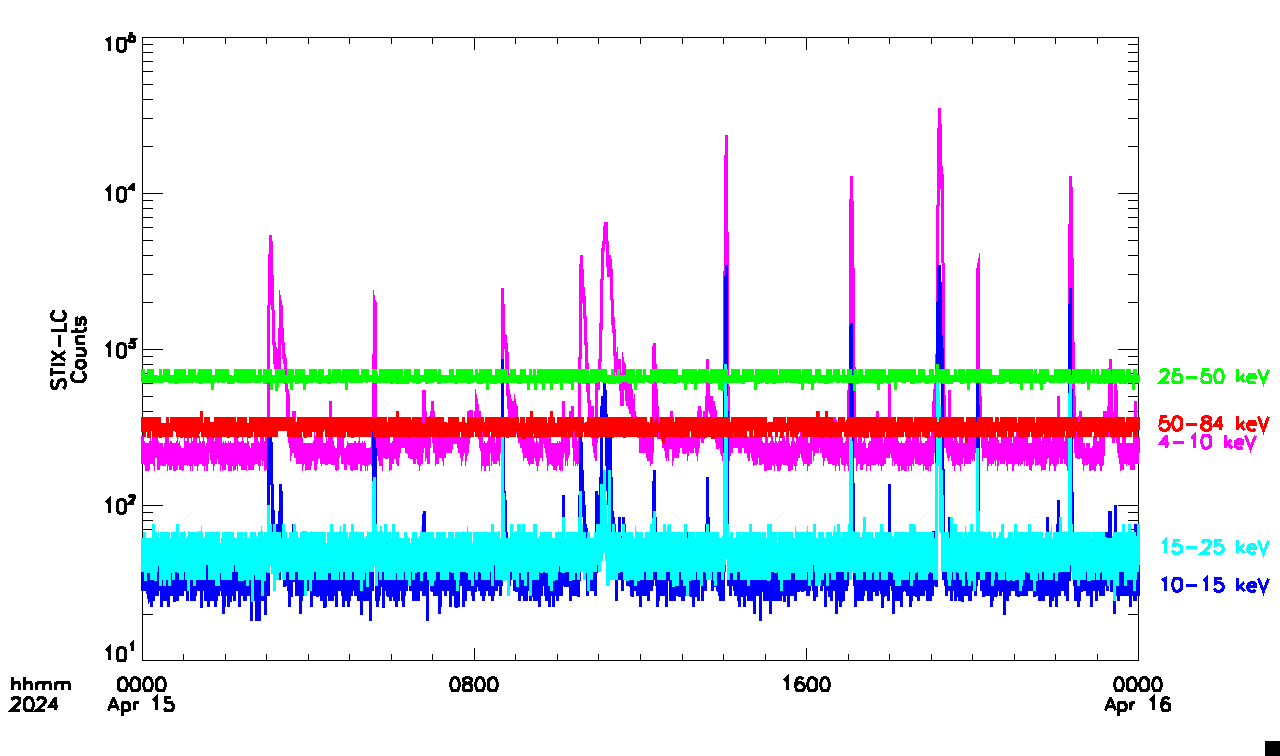 10^6
10^4
10^3
10^2
10^1
STIX-LC
Counts
25-50 keV
50-84 keV
4-10 keV
15-25 keV
10-15 keV
hhmm 0000 0800 1600 0000
2024 Apr 15 Apr 16